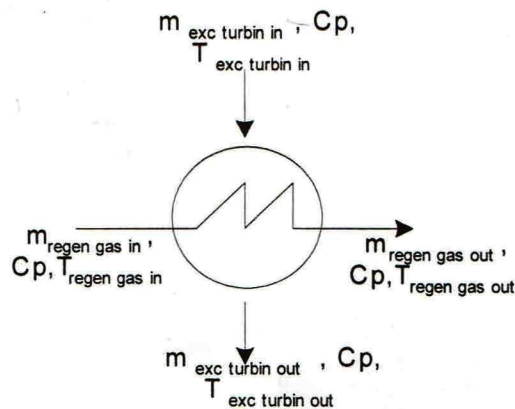 m exc turbin in , Cp,
T exc turbin in
m regen gas in ,
Cp, T regen gas in
m regen gas out ,
Cp, T regen gas out
m exc turbin out , Cp,
T exc turbin out